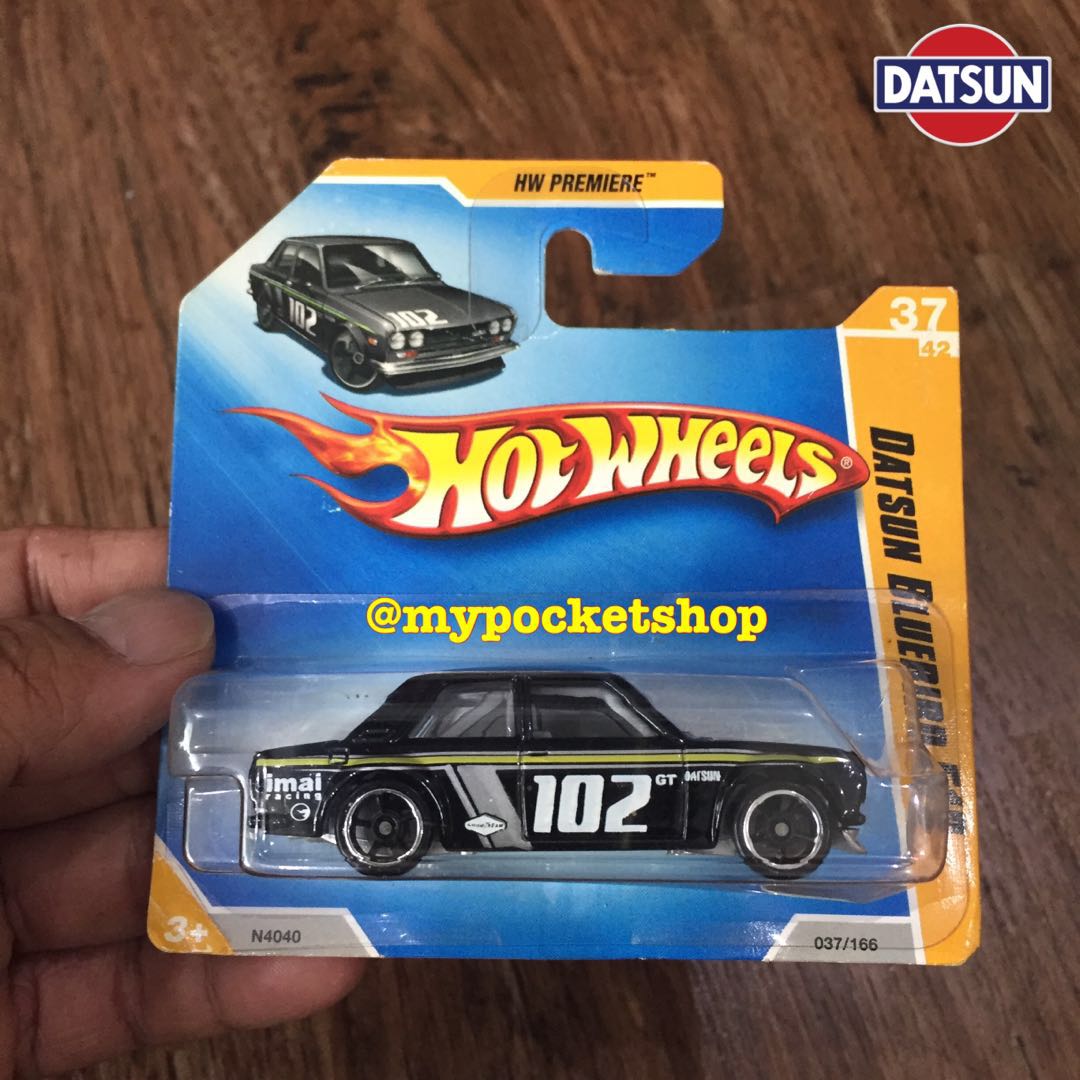 DATSUN
HW PREMIERE™
37
42
102
102
HOT WHEELS®
DATSUN BLUEBIRD
@mypocketshop
imai
racing
102
GT
DATSUN
3+
N4040
037/166